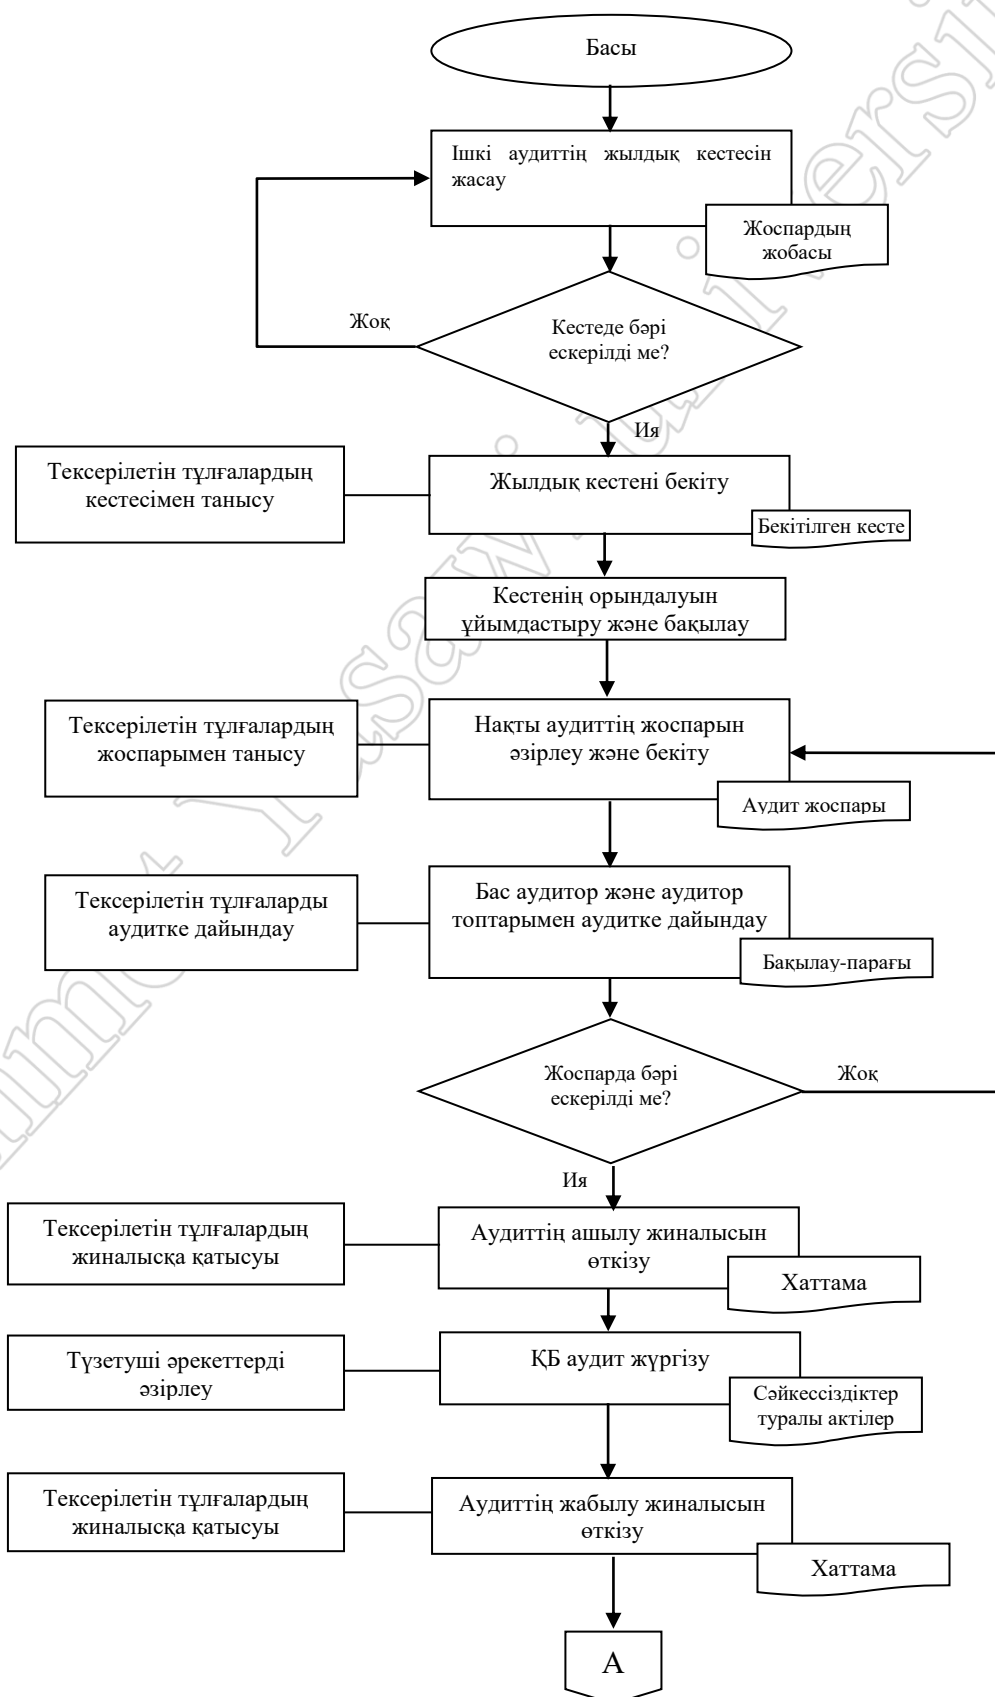 Басы
Ішкі аудиттің жылдық кестесін
жасау
Жоспардың
жобасы
Кестеде бәрі
ескерілді ме?
Жоқ
Ия
Тексерілетін тұлғалардың
кестесімен танысу
Жылдық кестені бекіту
Бекітілген кесте
Кестенің орындалуын
ұйымдастыру және бақылау
Тексерілетін тұлғалардың
жоспарымен танысу
Нақты аудиттің жоспарын
әзірлеу және бекіту
Аудит жоспары
Тексерілетін тұлғаларды
аудитке дайындау
Бас аудитор және аудитор
топтарымен аудитке дайындау
Бақылау-парағы
Жоспарда бәрі
ескерілді ме?
Жоқ
Ия
Тексерілетін тұлғалардың
жиналысқа қатысуы
Аудиттің ашылу жиналысын
өткізу
Хаттама
Түзетуші әрекеттерді
әзірлеу
ҚБ аудит жүргізу
Сәйкессіздіктер
туралы актілер
Тексерілетін тұлғалардың
жиналысқа қатысуы
Аудиттің жабылу жиналысын
өткізу
Хаттама
А